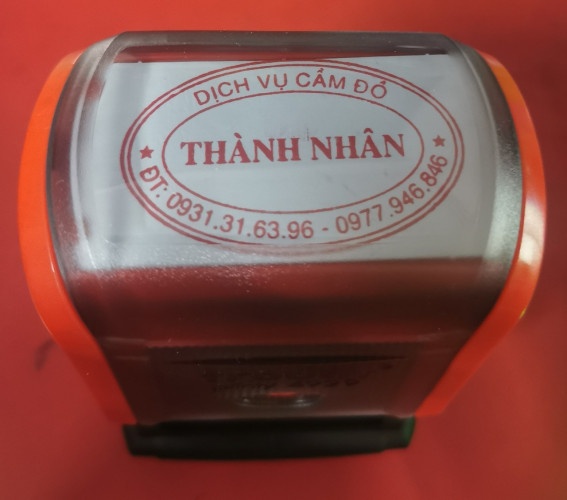 DỊCH VỤ CẦM ĐỒ
THÀNH NHÂN
ĐT: 0931.31.63.96 - 0977.946.846